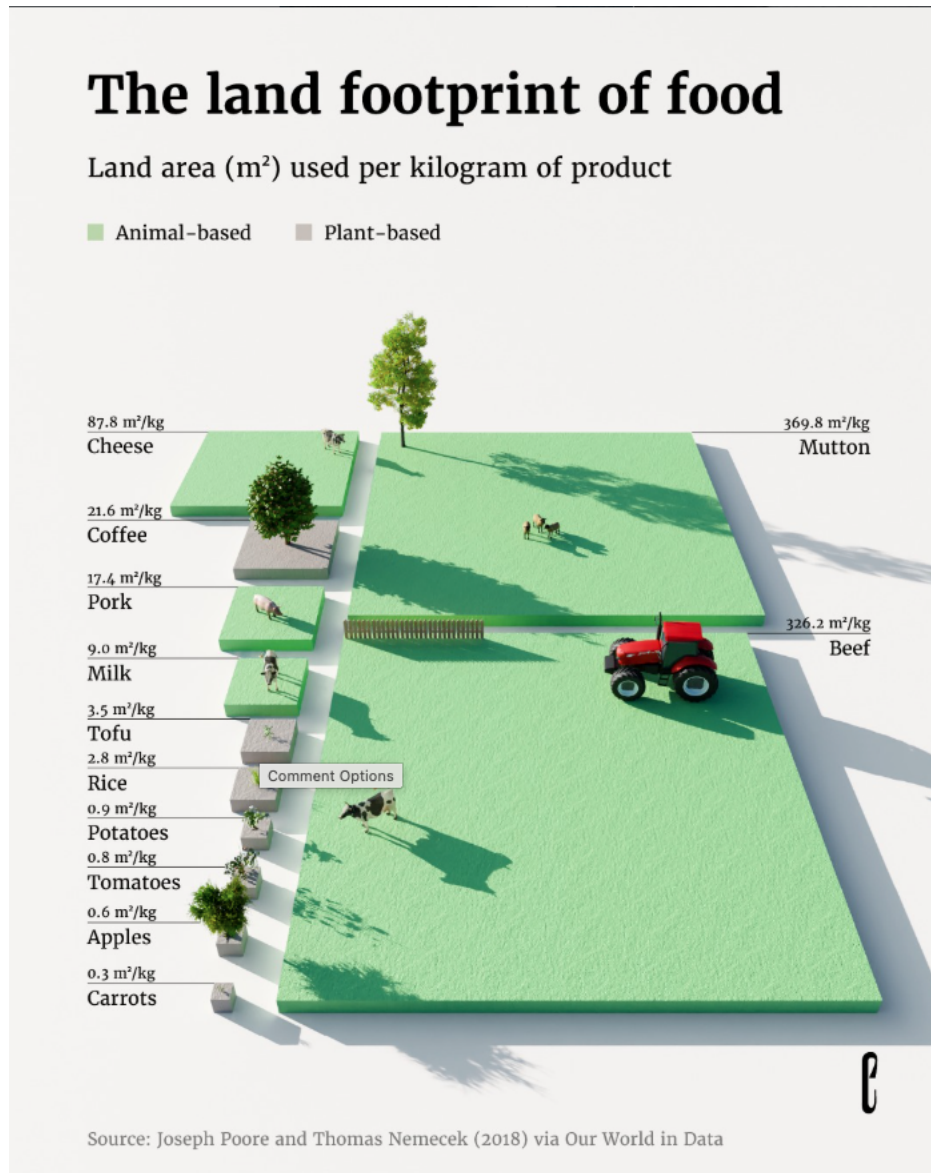 The land footprint of food
Land area (m²) used per kilogram of product
Animal-based
Plant-based
87.8 m²/kg
Cheese
21.6 m²/kg
Coffee
17.4 m²/kg
Pork
9.0 m²/kg
Milk
3.5 m²/kg
Tofu
2.8 m²/kg
Rice
0.9 m²/kg
Potatoes
0.8 m²/kg
Tomatoes
0.6 m²/kg
Apples
0.3 m²/kg
Carrots
369.8 m²/kg
Mutton
326.2 m²/kg
Beef
Comment Options
Source: Joseph Poore and Thomas Nemecek (2018) via Our World in Data